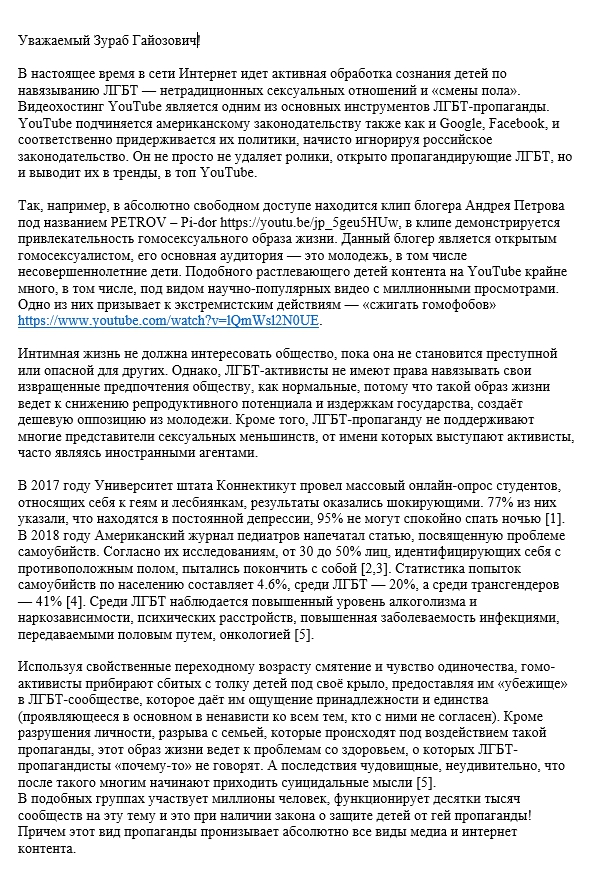 Уважаемый Зураб Гайозович!
В настоящее время в сети Интернет идет активная обработка сознания детей по
навязыванию ЛГБТ — нетрадиционных сексуальных отношений и «смены пола».
Видеохостинг YouTube является одним из основных инструментов ЛГБТ-пропаганды.
YouTube подчиняется американскому законодательству также как и Google, Facebook, и
соответственно придерживается их политики, начисто игнорируя российское
законодательство. Он не просто не удаляет ролики, открыто пропагандирующие ЛГБТ, но
и выводит их в тренды, в топ YouTube.
Так, например, в абсолютно свободном доступе находится клип блогера Андрея Петрова
под названием PETROV – Pi-dor https://youtu.be/jp_5geu5HUw, в клипе демонстрируется
привлекательность гомосексуального образа жизни. Данный блогер является открытым
гомосексуалистом, его основная аудитория — это молодежь, в том числе
несовершеннолетние дети. Подобного растлевающего детей контента на YouTube крайне
много, в том числе, под видом научно-популярных видео с миллионными просмотрами.
Одно из них призывает к экстремистским действиям — «сжигать гомофобов»
https://www.youtube.com/watch?v=lQmWsl2N0UE.
Интимная жизнь не должна интересовать общество, пока она не становится преступной
или опасной для других. Однако, ЛГБТ-активисты не имеют права навязывать свои
извращенные предпочтения обществу, как нормальные, потому что такой образ жизни
ведет к снижению репродуктивного потенциала и издержкам государства, создаёт
дешевую оппозицию из молодежи. Кроме того, ЛГБТ-пропаганду не поддерживают
многие представители сексуальных меньшинств, от имени которых выступают активисты,
часто являясь иностранными агентами.
В 2017 году Университет штата Коннектикут провел массовый онлайн-опрос студентов,
относящих себя к геям и лесбиянкам, результаты оказались шокирующими. 77% из них
указали, что находятся в постоянной депрессии, 95% не могут спокойно спать ночью [1].
В 2018 году Американский журнал педиатров напечатал статью, посвященную проблеме
самоубийств. Согласно их исследованиям, от 30 до 50% лиц, идентифицирующих себя с
противоположным полом, пытались покончить с собой [2,3]. Статистика попыток
самоубийств по населению составляет 4.6%, среди ЛГБТ — 20%, а среди трансгендеров
— 41% [4]. Среди ЛГБТ наблюдается повышенный уровень алкоголизма и
наркозависимости, психических расстройств, повышенная заболеваемость инфекциями,
передаваемыми половым путем, онкологией [5].
Используя свойственные переходному возрасту смятение и чувство одиночества, гомо-
активисты прибирают сбитых с толку детей под своё крыло, предоставляя им «убежище»
в ЛГБТ-сообществе, которое даёт им ощущение принадлежности и единства
(проявляющееся в основном в ненависти ко всем тем, кто с ними не согласен). Кроме
разрушения личности, разрыва с семьей, которые происходят под воздействием такой
пропаганды, этот образ жизни ведет к проблемам со здоровьем, о которых ЛГБТ-
пропагандисты «почему-то» не говорят. А последствия чудовищные, неудивительно, что
после такого многим начинают приходить суицидальные мысли [5].
В подобных группах участвует миллионы человек, функционирует десятки тысяч
сообществ на эту тему и это при наличии закона о защите детей от гей пропаганды!
Причем этот вид пропаганды пронизывает абсолютно все виды медиа и интернет
контента.